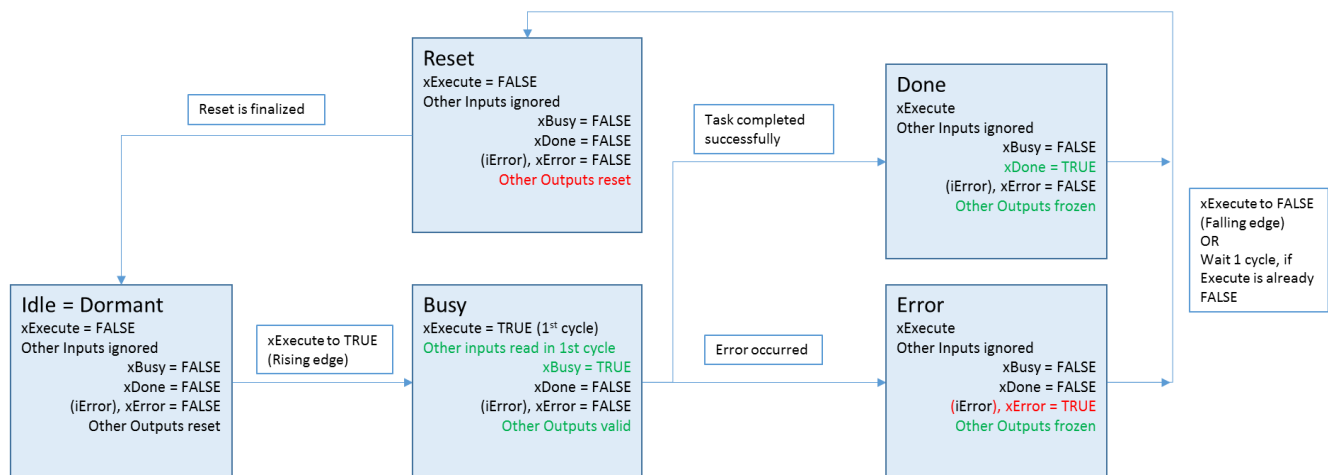 Reset
xExecute = FALSE
Other Inputs ignored
xBusy = FALSE
xDone = FALSE
(iError), xError = FALSE
Other Outputs reset
Reset is finalized
Task completed
successfully
Done
xExecute
Other Inputs ignored
xBusy = FALSE
xDone = TRUE
(iError), xError = FALSE
Other Outputs frozen
xExecute to FALSE
(Falling edge)
OR
Wait 1 cycle, if
Execute is already
FALSE
Idle = Dormant
xExecute = FALSE
Other Inputs ignored
xBusy = FALSE
xDone = FALSE
(iError), xError = FALSE
Other Outputs reset
xExecute to TRUE
(Rising edge)
Busy
xExecute = TRUE (1st cycle)
Other inputs read in 1st cycle
xBusy = TRUE
xDone = FALSE
(iError), xError = FALSE
Other Outputs valid
Error occurred
Error
xExecute
Other Inputs ignored
xBusy = FALSE
xDone = FALSE
(iError), xError = TRUE
Other Outputs frozen